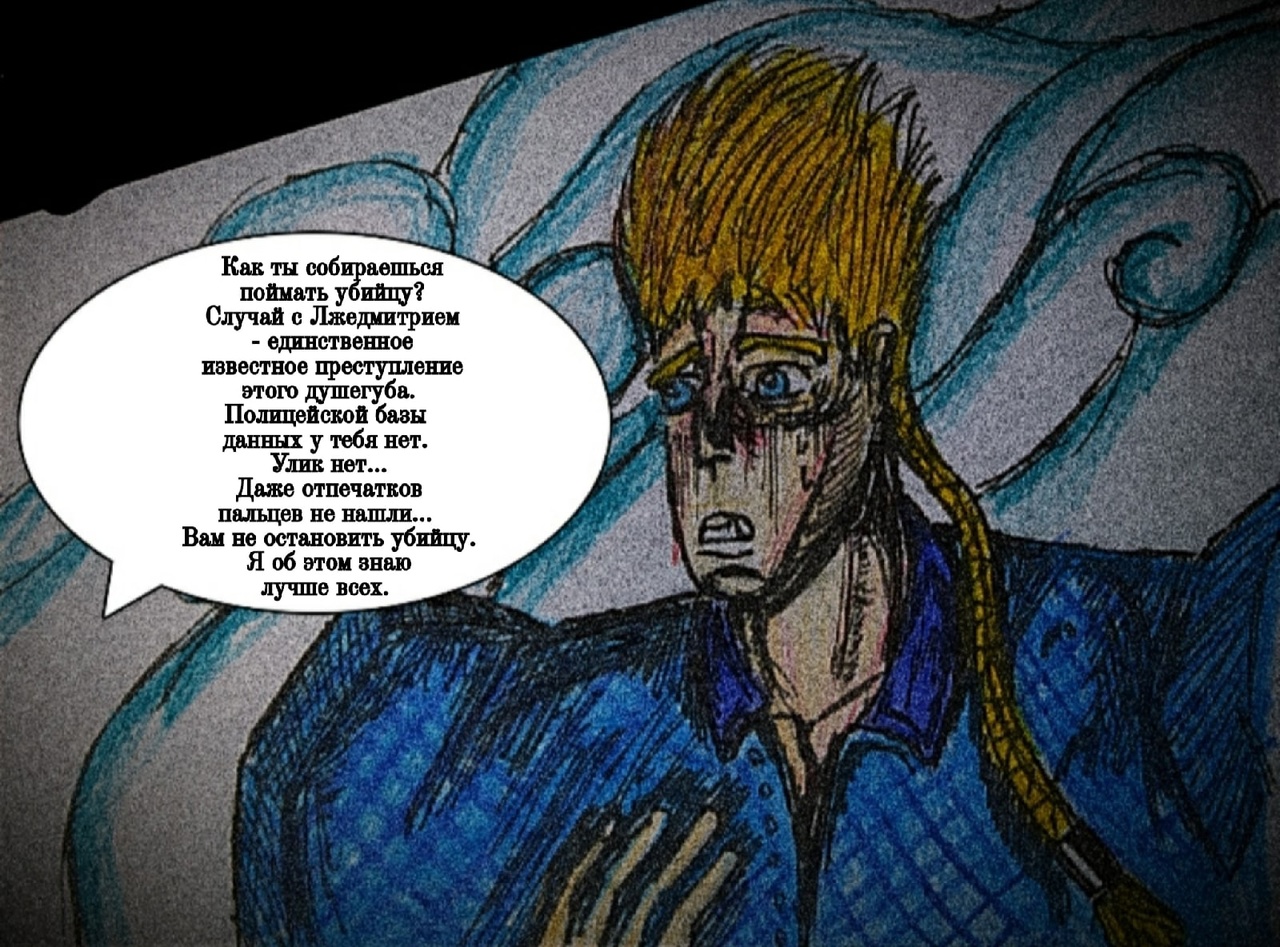 Как ты собираешься
поймать убийцу?
Случай с Лжедмитрием
- единственное
известное преступление
этого душегуба.
Полицейской базы
данных у тебя нет.
Улик нет...
Даже отпечатков
пальцев не нашли...
Вам не остановить убийцу.
Я об этом знаю
лучше всех.